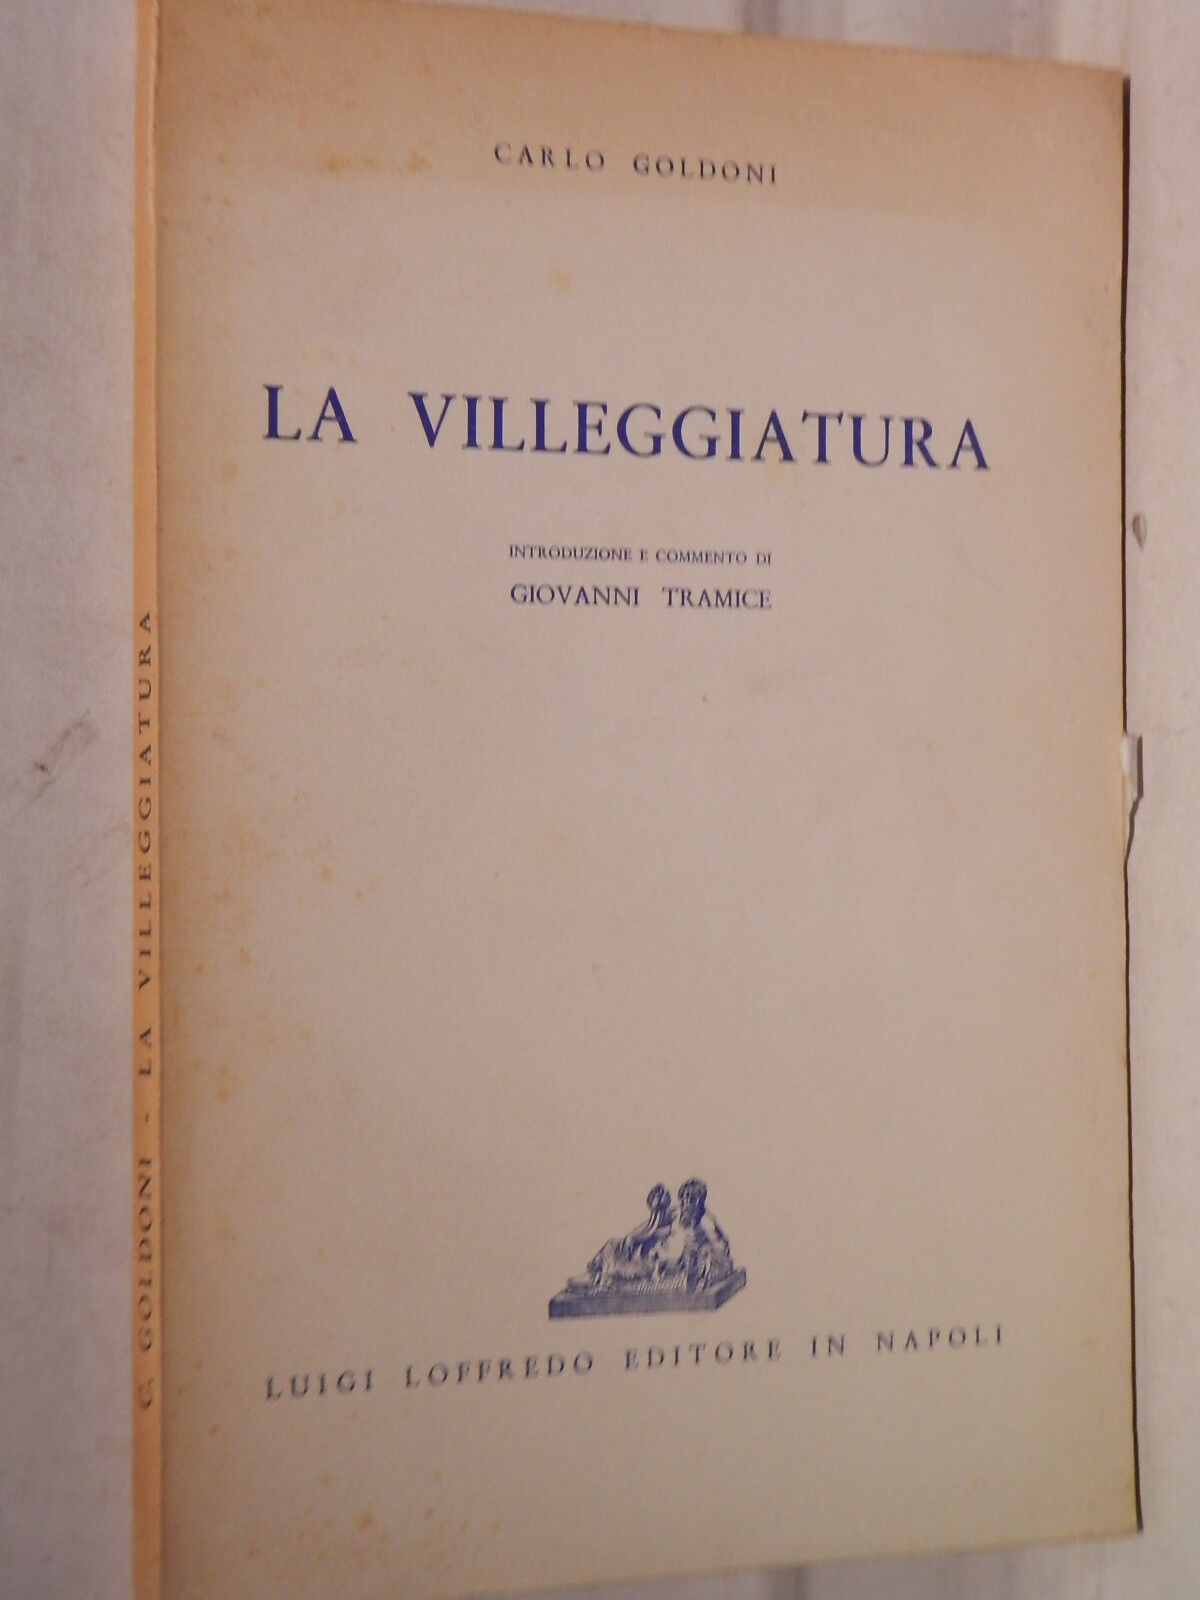 CARLO GOLDONI
LA VILLEGGIATURA
INTRODUZIONE E COMMENTO DI
GIOVANNI TRAMICE
LUIGI LOFFREDO EDITORE IN NAPOLI
C. GOLDONI - LA VILLEGGIATURA